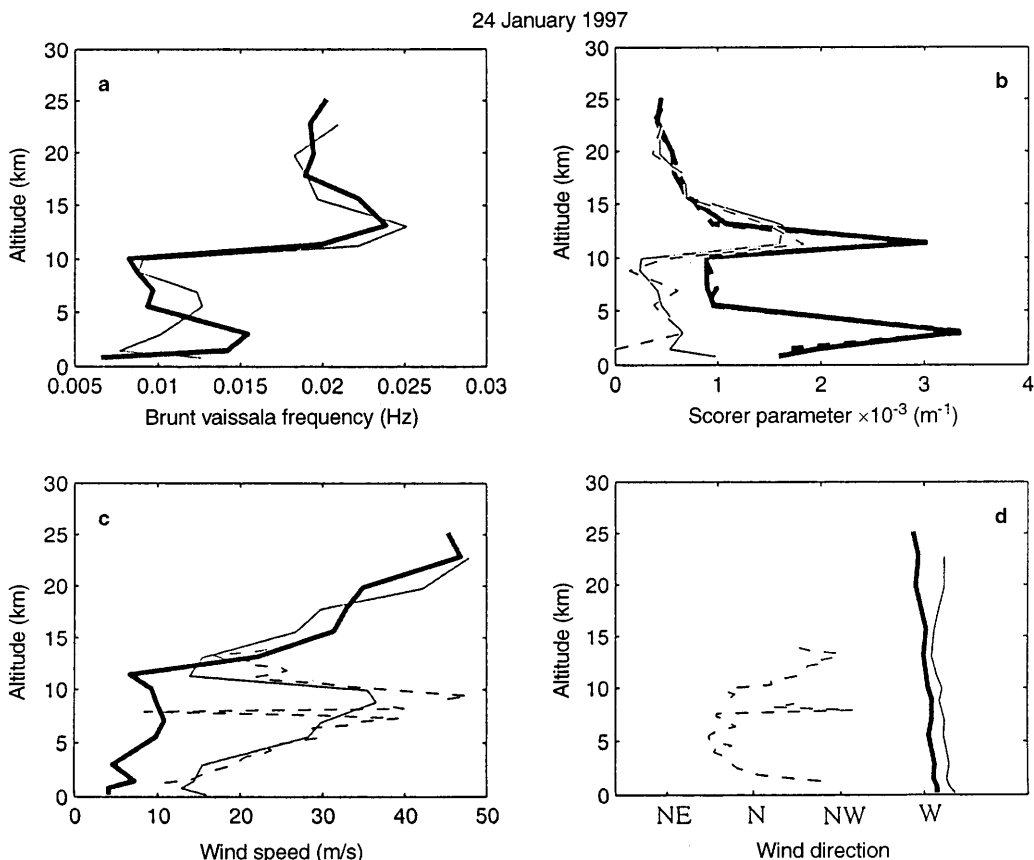 24 January 1997
a
30
25
20
15
10
5
0
Altitude (km)
0.005 0.01 0.015 0.02 0.025 0.03
Brunt vaissala frequency (Hz)
b
30
25
20
15
10
5
0
Altitude (km)
0 1 2 3 4
Scorer parameter ×10⁻³ (m⁻¹)
c
30
25
20
15
10
5
0
Altitude (km)
0 10 20 30 40 50
Wind speed (m/s)
d
30
25
20
15
10
5
0
Altitude (km)
NE N NW W
Wind direction